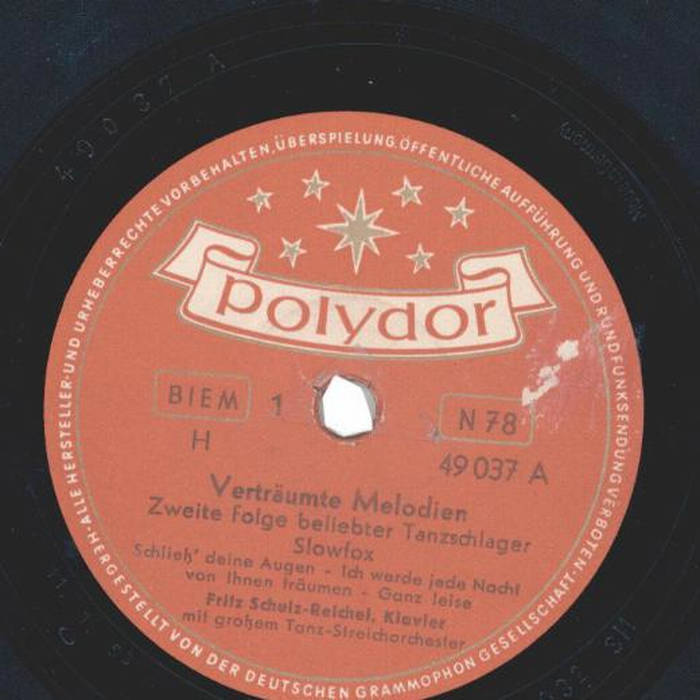 ALLE HERSTELLER-UND URHEBERRECHTE VORBEHALTEN, ÜBERSPIELUNG, ÖFFENTLICHE AUFFÜHRUNG UND RUNDFUNKSENDUNG VERBOTEN·
HERGESTELLT VON DER DEUTSCHEN GRAMMOPHON GESELLSCHAFT·
49037 A
polydor
BIEM 1
N 78
H
49 037 A
Verträumte Melodien
Zweite Folge beliebter Tanzschlager
Slowfox
Schließ' deine Augen - Ich werde jede Nacht
von Ihnen träumen - Ganz leise
Fritz Schulz-Reichel, Klavier
mit großem Tanz-Streichorchester